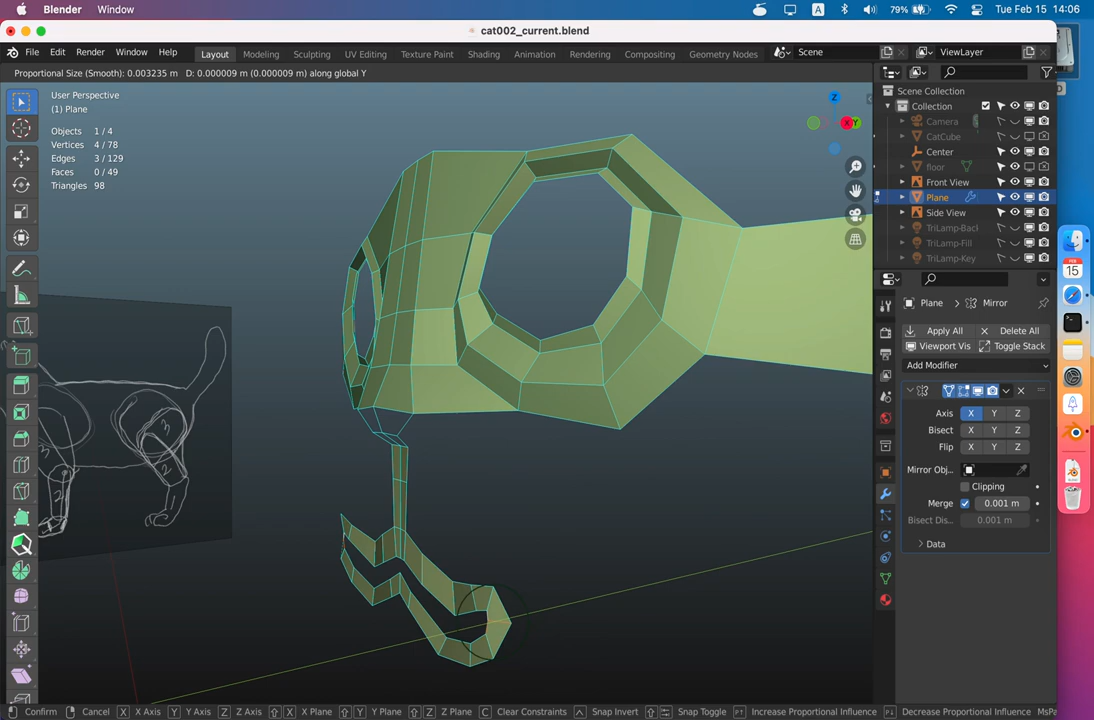 Blender Window A 79% Tue Feb 15 14:06
cat002_current.blend
File Edit Render Window Help Layout Modeling Sculpting UV Editing Texture Paint Shading Animation Rendering Compositing Geometry Nodes Scene ViewLayer
Proportional Size (Smooth): 0.003235 m D: 0.000009 m (0.000009 m) along global Y
User Perspective
(1) Plane
Objects 1 / 4
Vertices 4 / 78
Edges 3 / 129
Faces 0 / 49
Triangles 98
Z
X Y
Scene Collection
Collection
Camera
CatCube
Center
floor
Front View
Plane
Side View
TriLamp-Back
TriLamp-Fill
TriLamp-Key
Plane Mirror
Apply All Delete All
Viewport Vis Toggle Stack
Add Modifier
Axis X Y Z
Bisect X Y Z
Flip X Y Z
Mirror Obj...
Clipping
Merge 0.001 m
Bisect Dis... 0.001 m
Data
FEB
15
Confirm Cancel X X Axis Y Y Axis Z Z Axis X X Plane Y Y Plane Z Z Plane C Clear Constraints Snap Invert Snap Toggle Increase Proportional Influence Decrease Proportional Influence MsPa